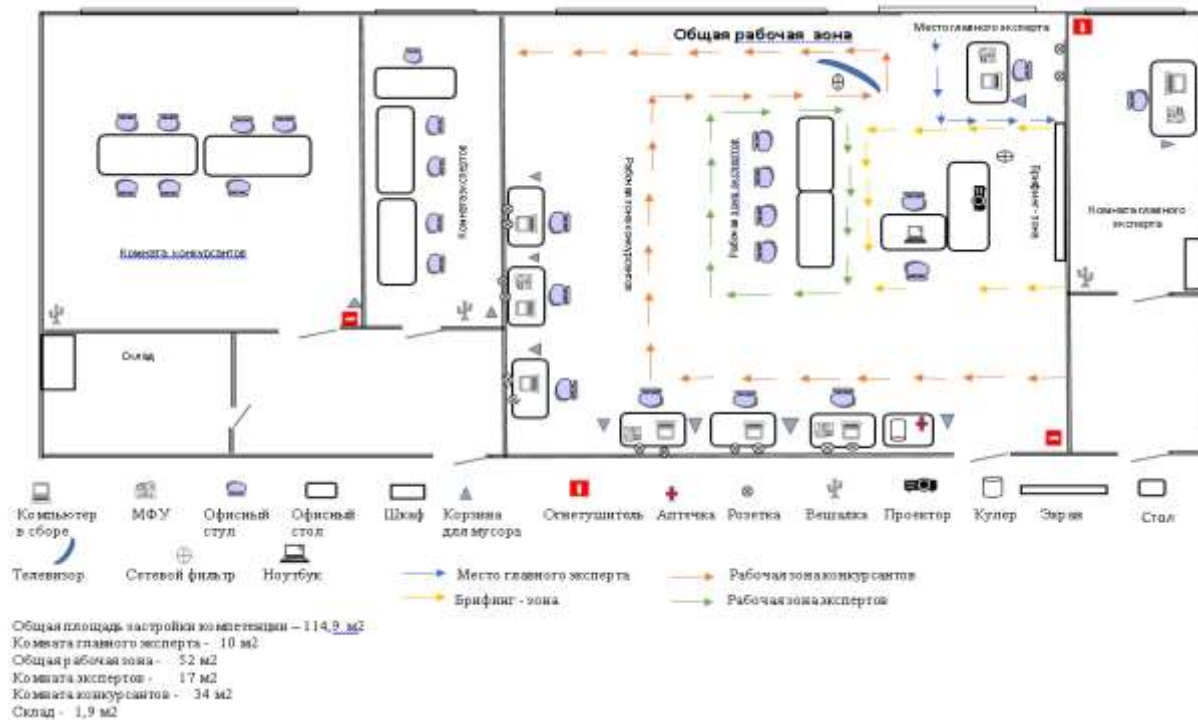 Общая рабочая зона
Место главного эксперта
Комната экспертов
Рабочая зона конкурсантов
Рабочая зона экспертов
Брифинг - зона
Комната главного
эксперта
Комната конкурсантов
Склад
Компьютер
в сборе
МФУ
Офисный
стул
Офисный
стол
Шкаф
Корзина
для мусора
Огнетушитель
Аптечка
Розетка
Вешалка
Проектор
Кулер
Экран
Стол
Телевизор
Сетевой фильтр
Ноутбук
Место главного эксперта
Рабочая зона конкурсантов
Брифинг - зона
Рабочая зона экспертов
Общая площадь застройки компетенции – 114,9 м2
Комната главного эксперта - 10 м2
Общая рабочая зона - 52 м2
Комната экспертов - 17 м2
Комната конкурсантов - 34 м2
Склад - 1,9 м2